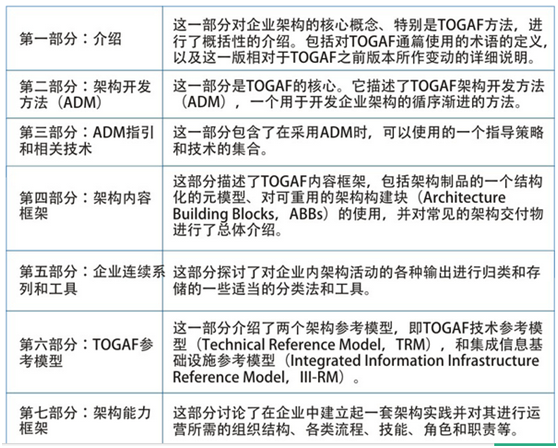 第一部分：介绍
这一部分对企业架构的核心概念、特别是TOGAF方法，进
行了概括性的介绍。包括对TOGAF通篇使用的术语的定义，
以及这一版相对于TOGAF之前版本所作变动的详细说明。
第二部分：架构开发
方法（ADM）
这一部分是TOGAF的核心。它描述了TOGAF架构开发方法
（ADM），一个用于开发企业架构的循序渐进的方法。
第三部分：ADM指引
和相关技术
这一部分包含了在采用ADM时，可以使用的一个指导策略
和技术的集合。
第四部分：架构内容
框架
这部分描述了TOGAF内容框架，包括架构制品的一个结构
化的元模型、对可重用的架构构建块（Architecture
Building Blocks，ABBs）的使用，并对常见的架构交付物
进行了总体介绍。
第五部分：企业连续系
列和工具
这部分探讨了对企业内架构活动的各种输出进行归类和存
储的一些适当的分类法和工具。
第六部分：TOGAF参
考模型
这一部分介绍了两个架构参考模型，即TOGAF技术参考模
型（Technical Reference Model，TRM），和集成信息基
础设施参考模型（Integrated Information Infrastructure
Reference Model，III-RM）。
第七部分：架构能力
框架
这部分讨论了在企业中建立起一套架构实践并对其进行运
营所需的组织结构、各类流程、技能、角色和职责等。